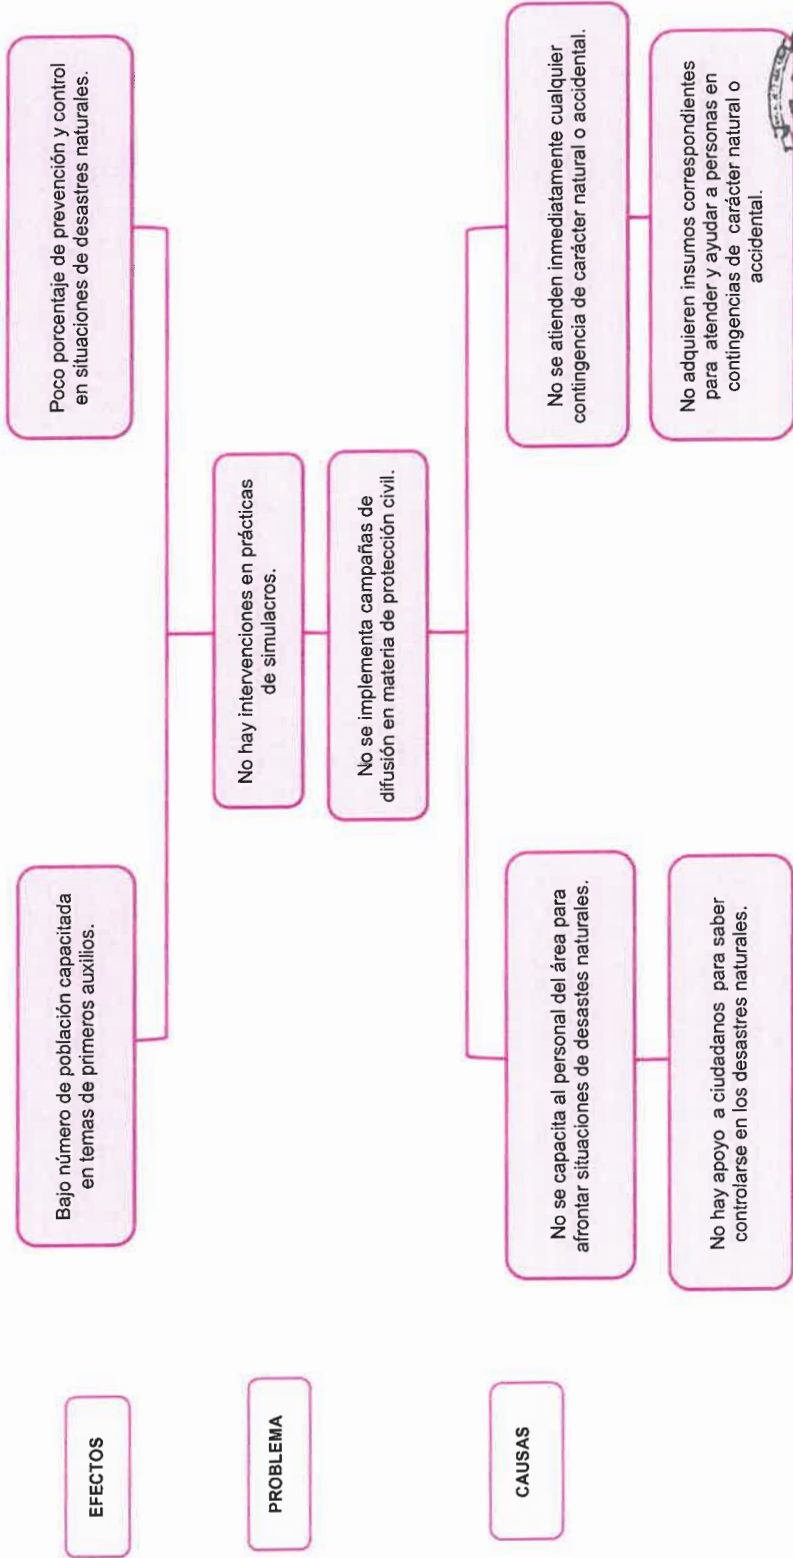 EFECTOS
Bajo número de población capacitada
en temas de primeros auxilios.
Poco porcentaje de prevención y control
en situaciones de desastres naturales.
PROBLEMA
No hay intervenciones en prácticas
de simulacros.
No se implementa campañas de
difusión en materia de protección civil.
CAUSAS
No se capacita al personal del área para
afrontar situaciones de desastes naturales.
No hay apoyo a ciudadanos para saber
controlarse en los desastres naturales.
No se atienden inmediatamente cualquier
contingencia de carácter natural o accidental.
No adquieren insumos correspondientes
para atender y ayudar a personas en
contingencias de carácter natural o
accidental.